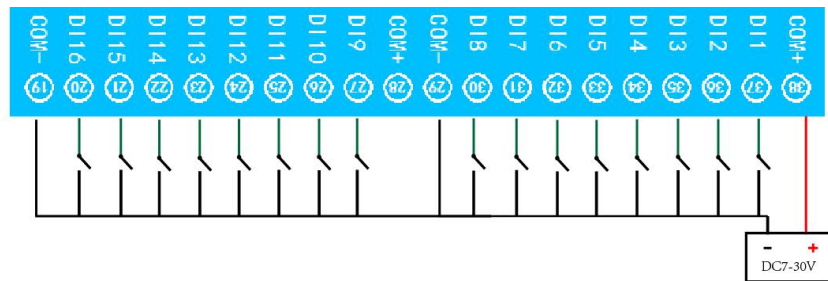 COM- DI16 DI15 DI14 DI13 DI12 DI11 DI10 DI9 COM+ COM- DI8 DI7 DI6 DI5 DI4 DI3 DI2 DI1 COM+
19 20 21 22 23 24 25 26 27 28 29 30 31 32 33 34 35 36 37 38
- +
DC7-30V